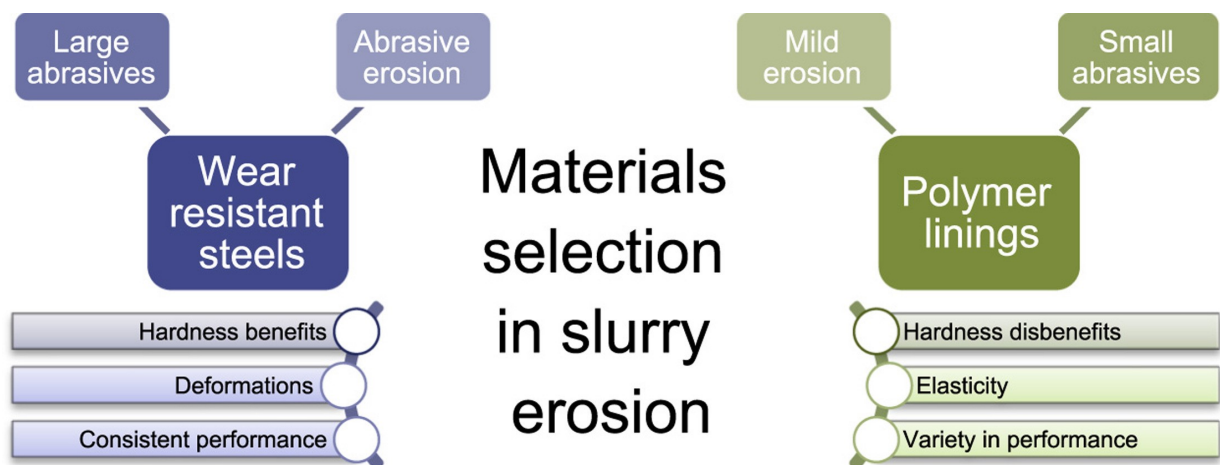 Large
abrasives
Abrasive
erosion
Mild
erosion
Small
abrasives
Wear
resistant
steels
Materials
selection
in slurry
erosion
Polymer
linings
Hardness benefits
Deformations
Consistent performance
Hardness disbenefits
Elasticity
Variety in performance